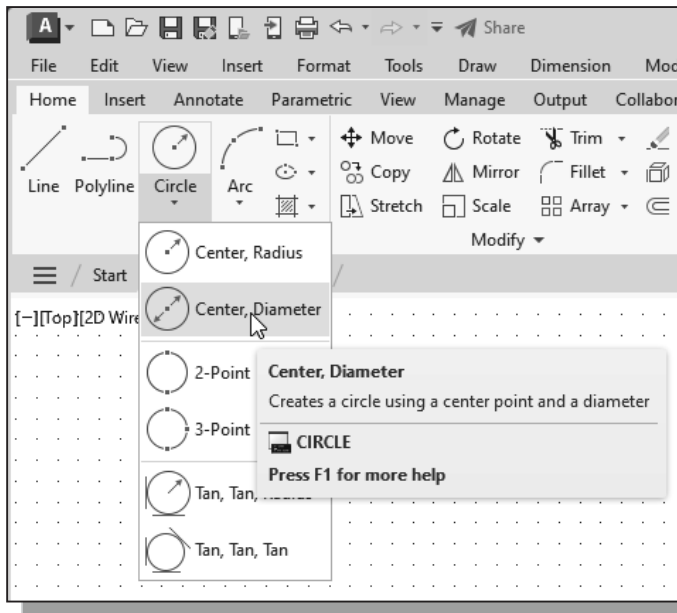 A Share
File Edit View Insert Format Tools Draw Dimension Mod
Home Insert Annotate Parametric View Manage Output Collabor
Line Polyline Circle Arc
Move Rotate Trim
Copy Mirror Fillet
Stretch Scale Array
Modify
Start
Center, Radius
[−][Top][2D Wire
Center, Diameter
2-Point
3-Point
Tan, Tan, Radius
Tan, Tan, Tan
Center, Diameter
Creates a circle using a center point and a diameter
CIRCLE
Press F1 for more help